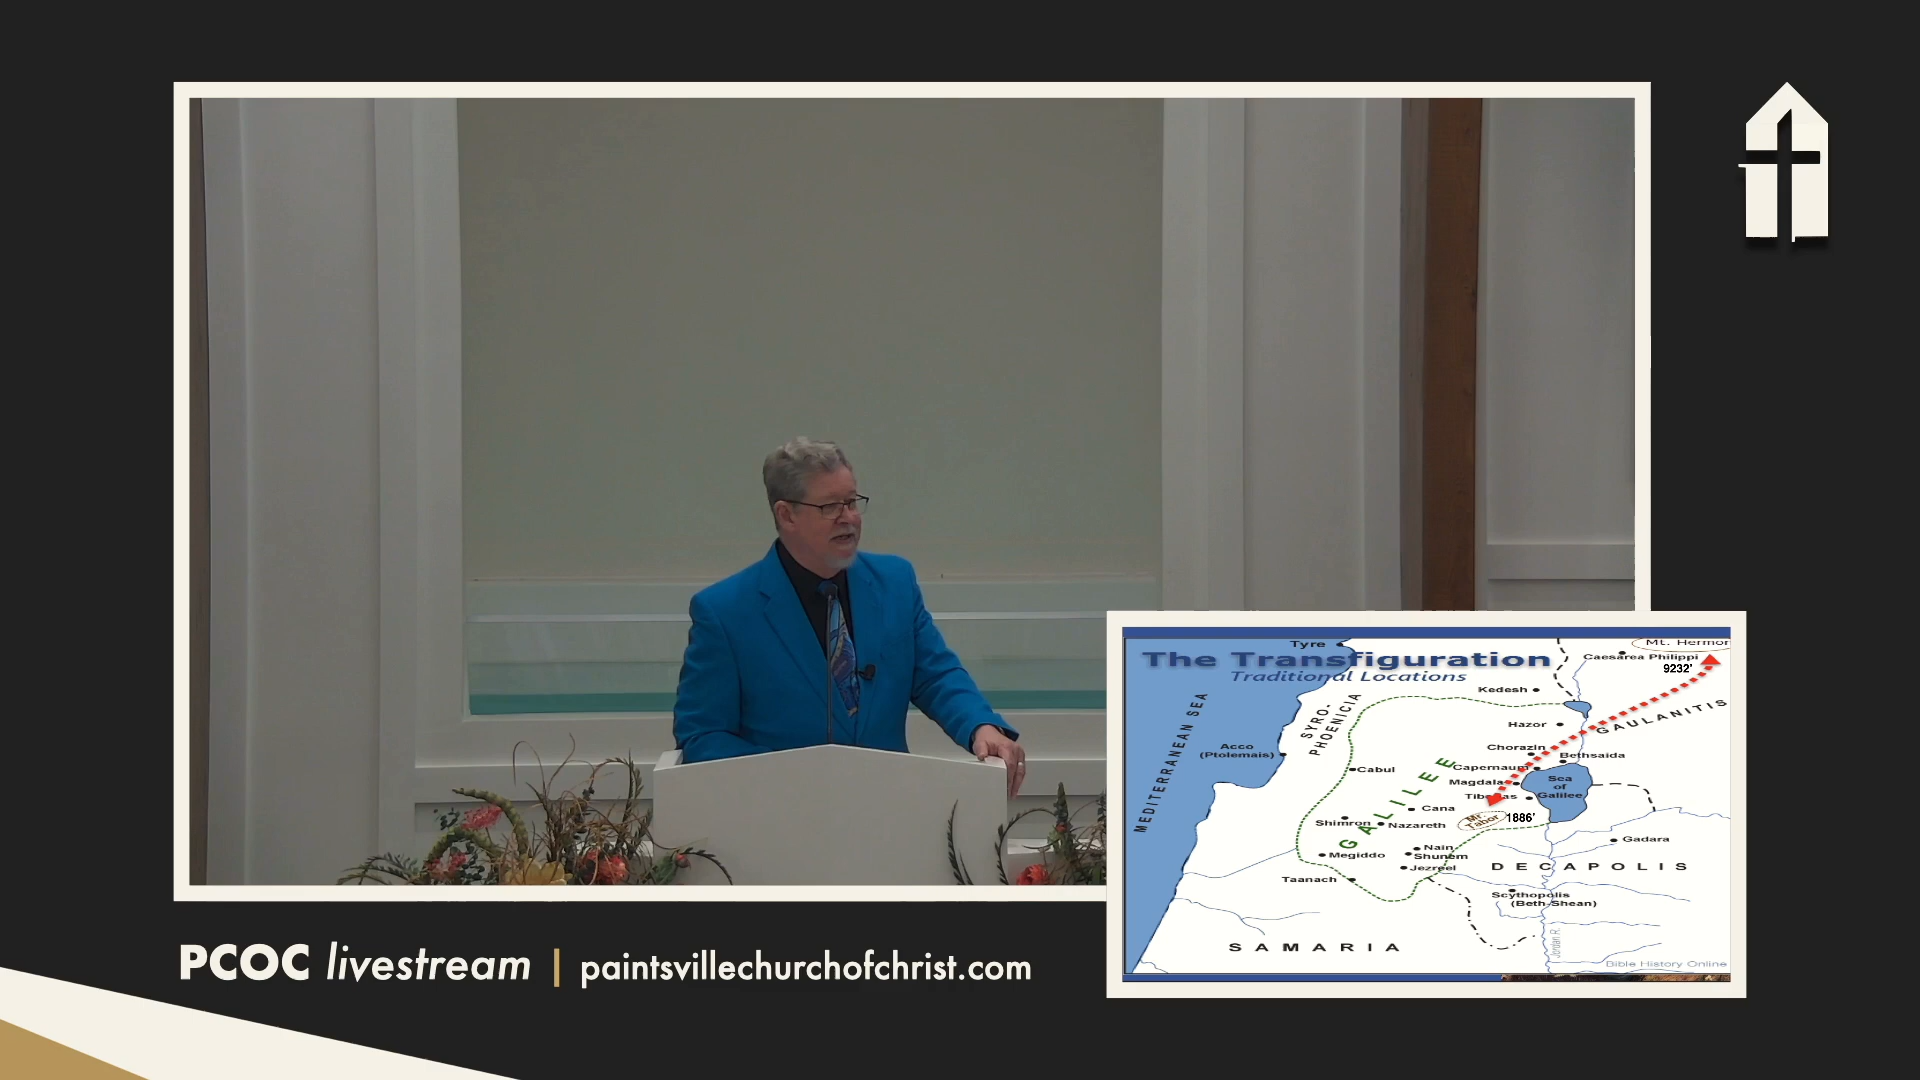 The Transfiguration
Traditional Locations
Tyre
Mt. Hermon
Caesarea Philippi
9232'
Kedesh
GAULANITIS
MEDITERRANEAN SEA
SYRO-
PHOENICIA
Hazor
Chorazin
Bethsaida
Acco
(Ptolemais)
Cabul
Capernaum
Magdala
Sea
of
Galilee
GALILEE
Cana
Mt.
Tabor
1886'
Shimron
Nazareth
Gadara
Nain
Shunem
Megiddo
Jezreel
DECAPOLIS
Taanach
Scythopolis
(Beth-Shean)
SAMARIA
Jordan R.
Bible History Online
PCOC livestream | paintsvillechurchofchrist.com